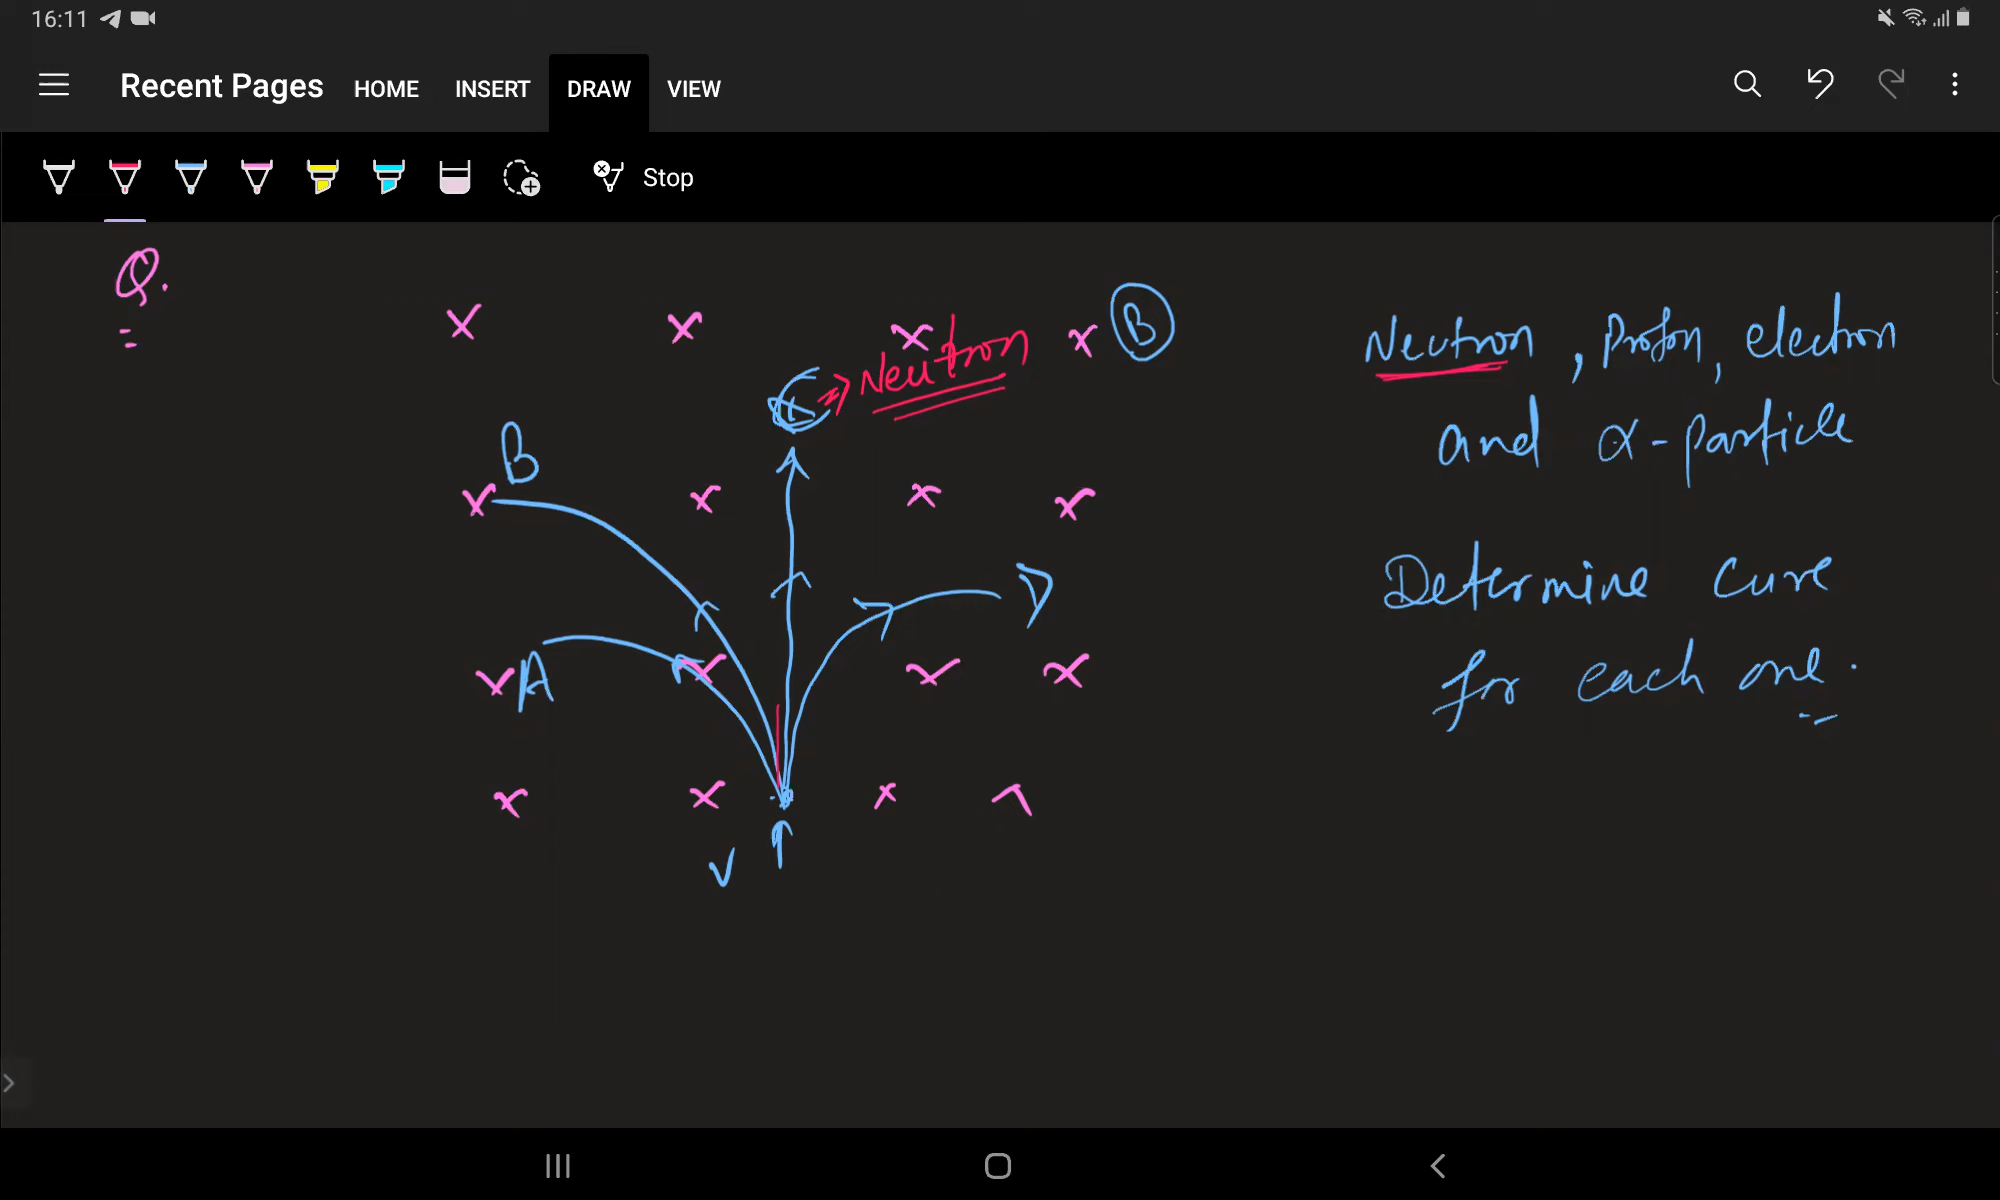 16:11
Recent Pages HOME INSERT DRAW VIEW
Stop
Q.
x x x x B
C ⇒ Neutron
B
x x x x
D
x A x x x
x x x x
v
Neutron, Proton, electron
and α-particle
Determine Curve
for each one.